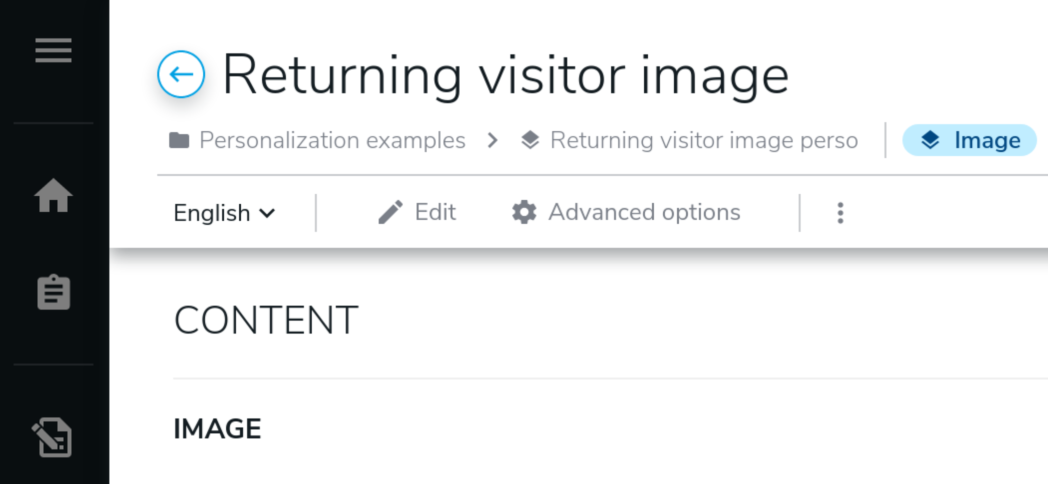 Returning visitor image
Personalization examples > Returning visitor image perso Image
English Edit Advanced options
CONTENT
IMAGE